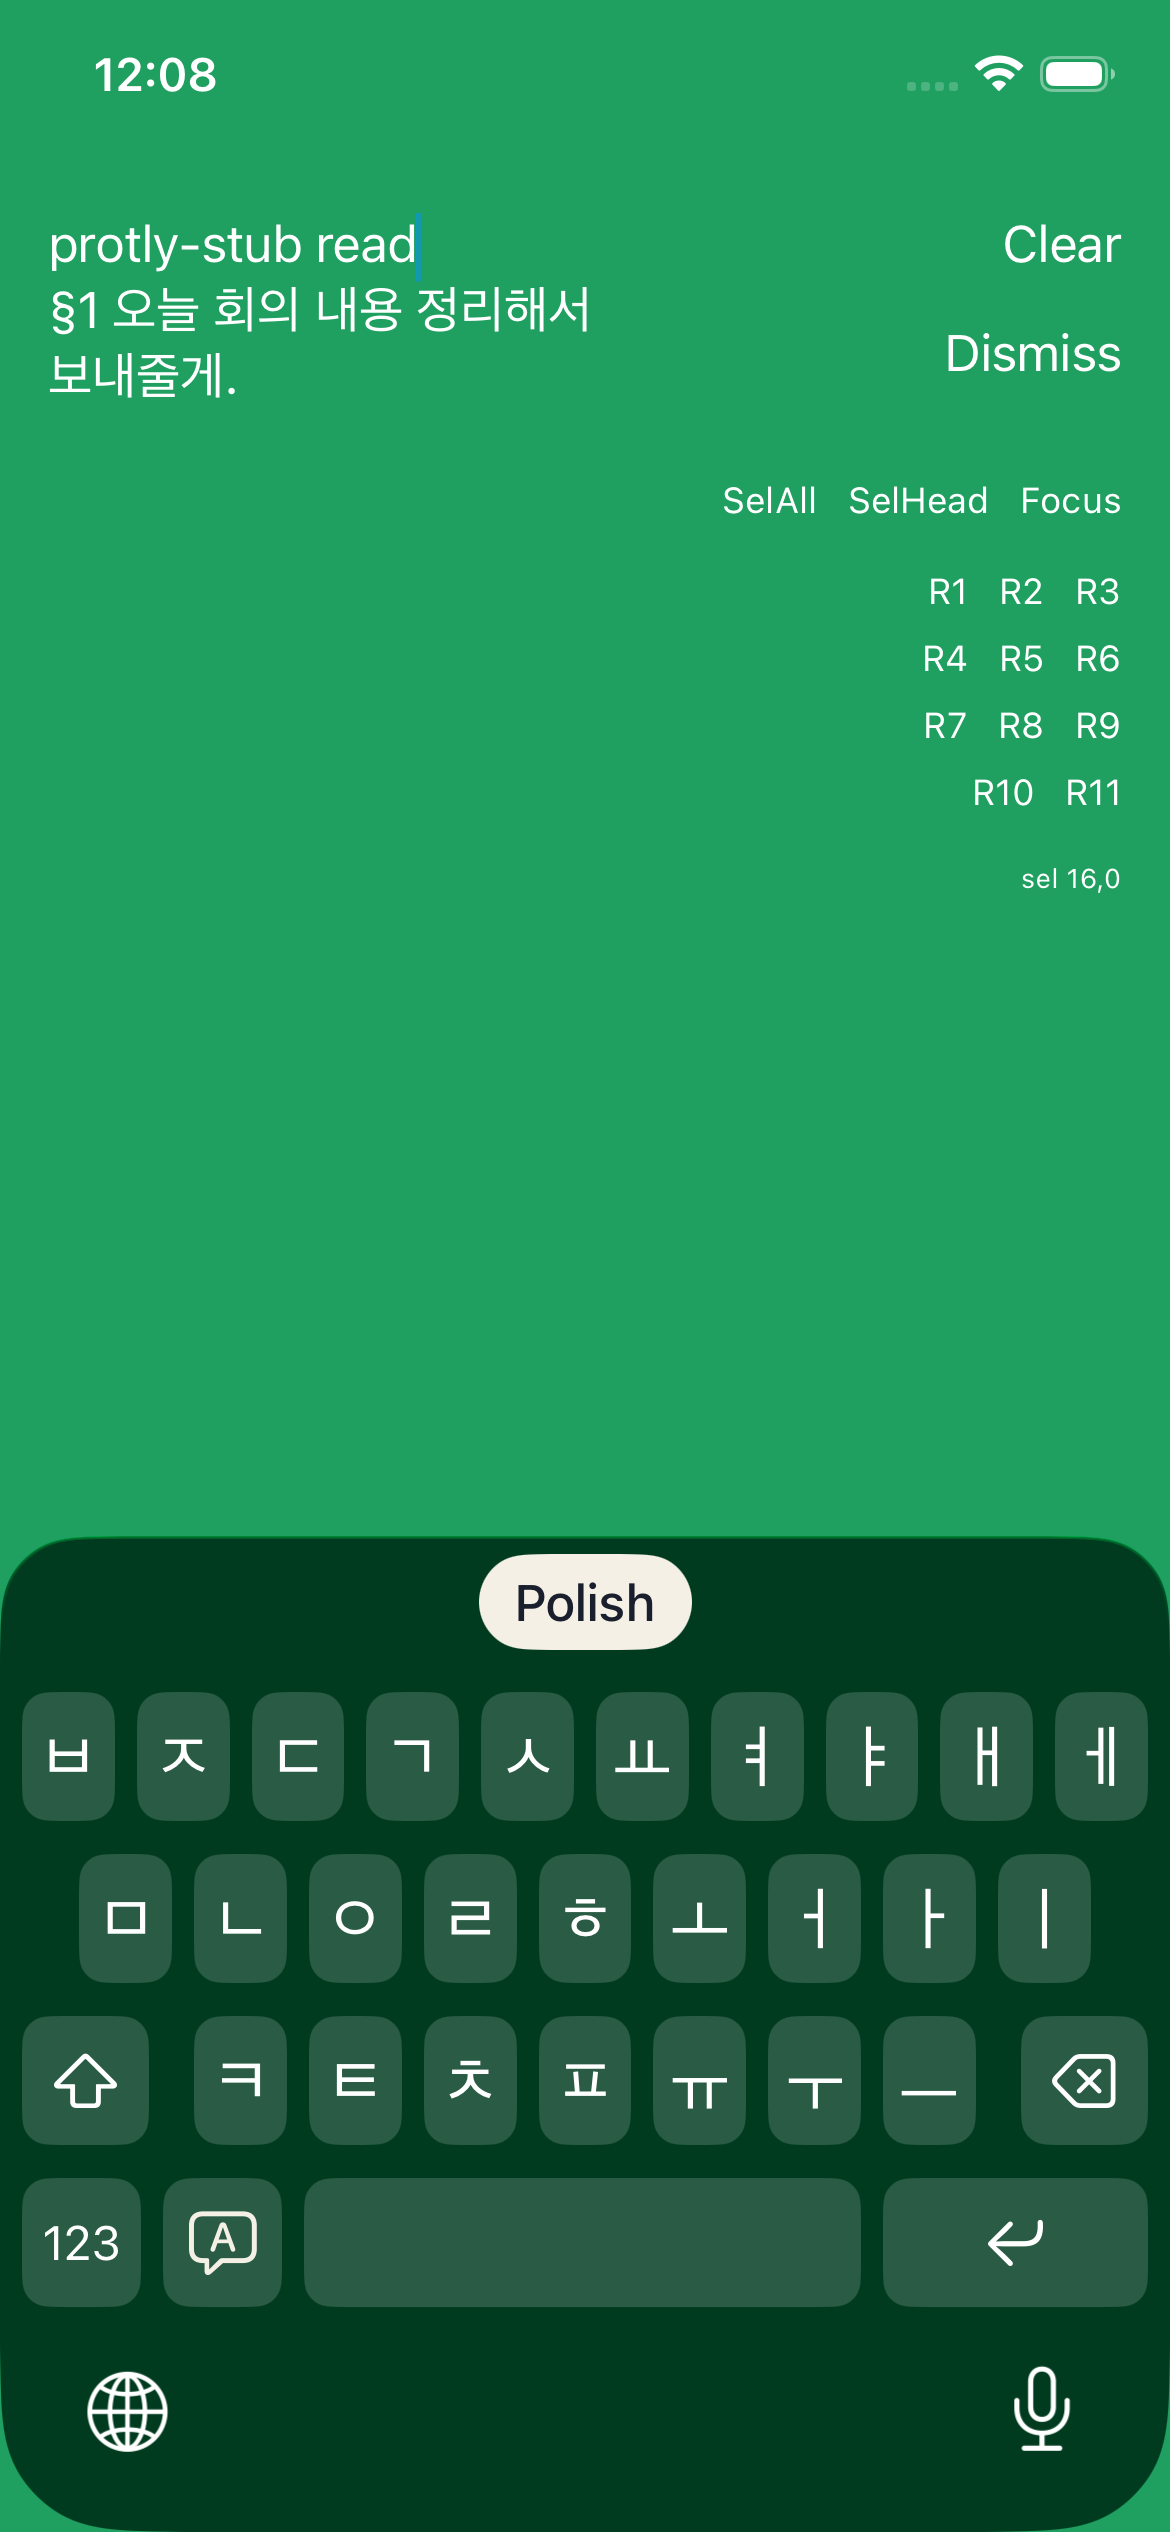 12:08
protly-stub read
§1 오늘 회의 내용 정리해서
보내줄게.
Clear
Dismiss
SelAll SelHead Focus
R1 R2 R3
R4 R5 R6
R7 R8 R9
R10 R11
sel 16,0
Polish
ㅂ ㅈ ㄷ ㄱ ㅅ ㅛ ㅕ ㅑ ㅐ ㅔ
ㅁ ㄴ ㅇ ㄹ ㅎ ㅗ ㅓ ㅏ ㅣ
ㅋ ㅌ ㅊ ㅍ ㅠ ㅜ ㅡ
123 A